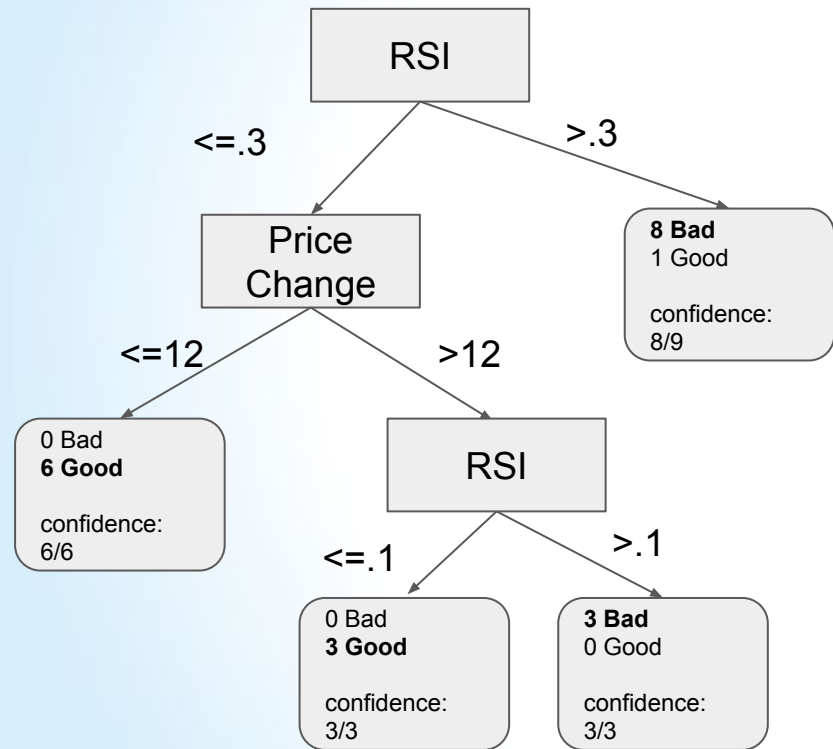 RSI
<=.3
>.3
Price
Change
8 Bad
1 Good
confidence:
8/9
<=12
>12
0 Bad
6 Good
confidence:
6/6
RSI
<=.1
>.1
0 Bad
3 Good
confidence:
3/3
3 Bad
0 Good
confidence:
3/3